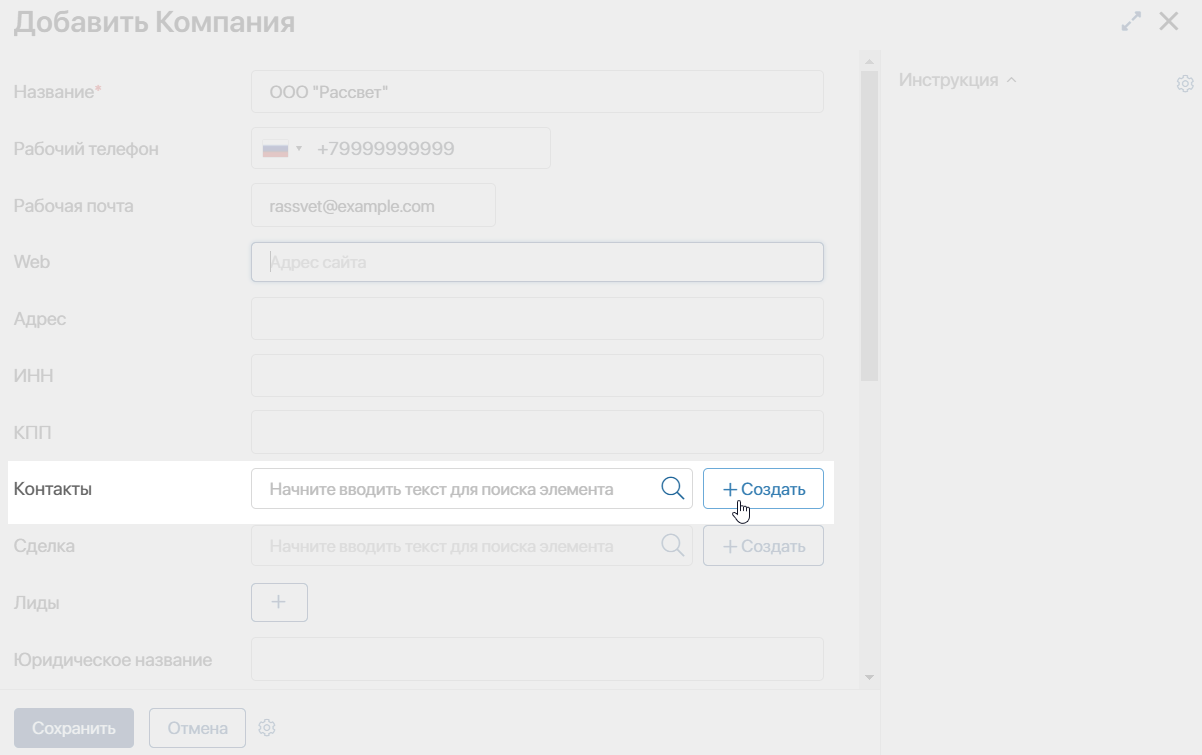 Добавить Компания
Инструкция
Название* ООО "Рассвет"
Рабочий телефон +79999999999
Рабочая почта rassvet@example.com
Web Адрес сайта
Адрес
ИНН
КПП
Контакты Начните вводить текст для поиска элемента +Создать
Сделка Начните вводить текст для поиска элемента +Создать
Лиды +
Юридическое название
Сохранить Отмена